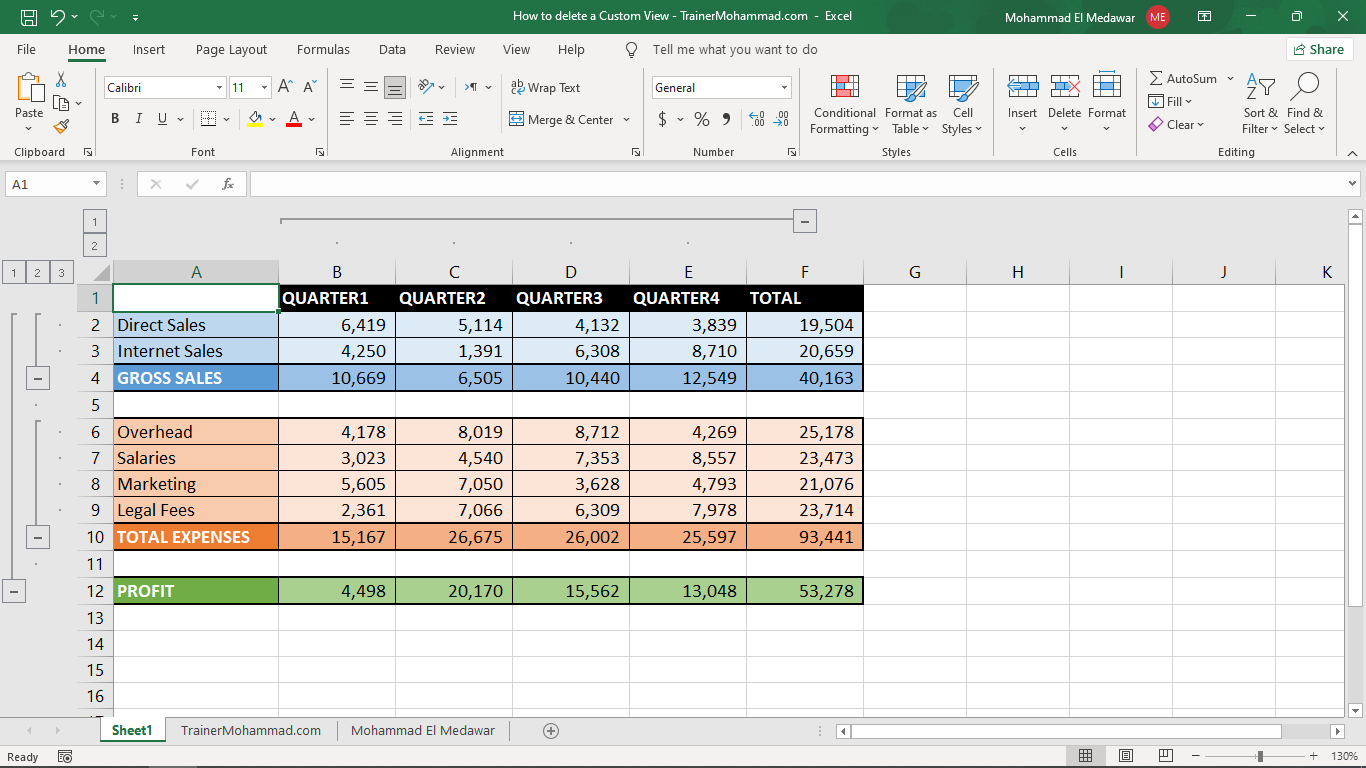 How to delete a Custom View - TrainerMohammad.com - Excel
Mohammad El Medawar ME
File Home Insert Page Layout Formulas Data Review View Help Tell me what you want to do
Share
Paste
Clipboard
Calibri 11
B I U
Font
Wrap Text
Merge & Center
Alignment
General
$ % 9
Number
Conditional Formatting
Format as Table
Cell Styles
Styles
Insert Delete Format
Cells
AutoSum
Fill
Clear
Sort & Filter
Find & Select
Editing
A1 fx
1
2
1 2 3 A B C D E F G H I J K
1 QUARTER1 QUARTER2 QUARTER3 QUARTER4 TOTAL
2 Direct Sales 6,419 5,114 4,132 3,839 19,504
3 Internet Sales 4,250 1,391 6,308 8,710 20,659
4 GROSS SALES 10,669 6,505 10,440 12,549 40,163
5
6 Overhead 4,178 8,019 8,712 4,269 25,178
7 Salaries 3,023 4,540 7,353 8,557 23,473
8 Marketing 5,605 7,050 3,628 4,793 21,076
9 Legal Fees 2,361 7,066 6,309 7,978 23,714
10 TOTAL EXPENSES 15,167 26,675 26,002 25,597 93,441
11
12 PROFIT 4,498 20,170 15,562 13,048 53,278
13
14
15
16
Sheet1 TrainerMohammad.com Mohammad El Medawar
Ready 130%